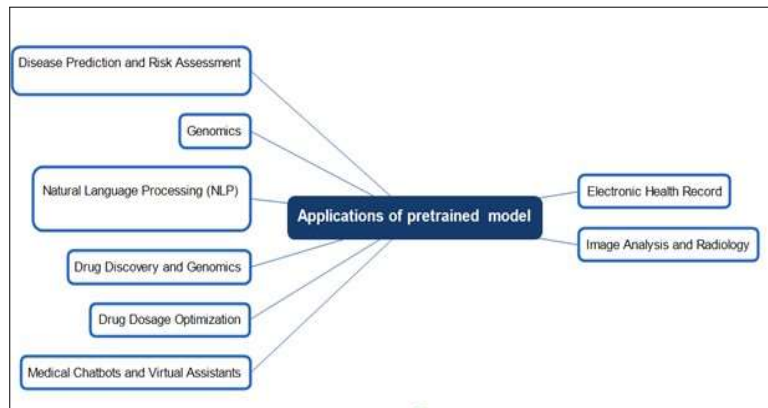 Disease Prediction and Risk Assessment
Genomics
Natural Language Processing (NLP)
Drug Discovery and Genomics
Drug Dosage Optimization
Medical Chatbots and Virtual Assistants
Applications of pretrained model
Electronic Health Record
Image Analysis and Radiology